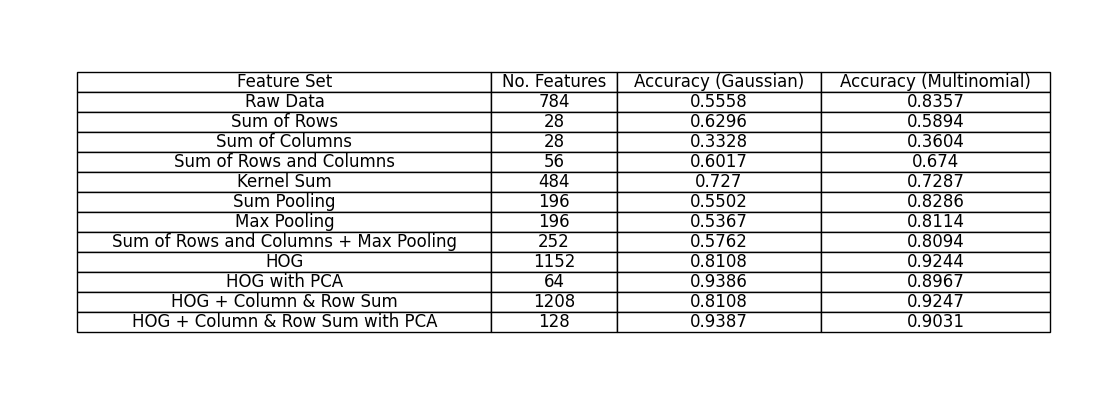 Feature Set No. Features Accuracy (Gaussian) Accuracy (Multinomial)
Raw Data 784 0.5558 0.8357
Sum of Rows 28 0.6296 0.5894
Sum of Columns 28 0.3328 0.3604
Sum of Rows and Columns 56 0.6017 0.674
Kernel Sum 484 0.727 0.7287
Sum Pooling 196 0.5502 0.8286
Max Pooling 196 0.5367 0.8114
Sum of Rows and Columns + Max Pooling 252 0.5762 0.8094
HOG 1152 0.8108 0.9244
HOG with PCA 64 0.9386 0.8967
HOG + Column & Row Sum 1208 0.8108 0.9247
HOG + Column & Row Sum with PCA 128 0.9387 0.9031